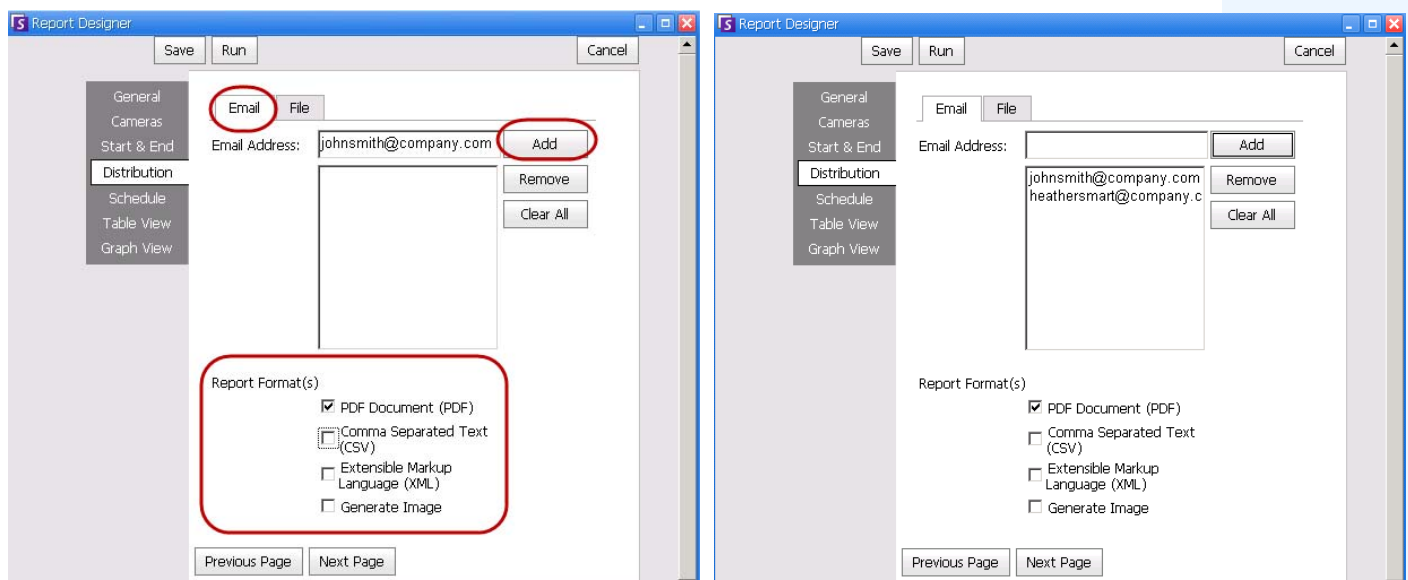 Report Designer
Save Run Cancel
General
Cameras
Start & End
Distribution
Schedule
Table View
Graph View
Email File
Email Address: johnsmith@company.com Add
Remove
Clear All
Report Format(s)
PDF Document (PDF)
Comma Separated Text
(CSV)
Extensible Markup
Language (XML)
Generate Image
Previous Page Next Page
Report Designer
Save Run Cancel
General
Cameras
Start & End
Distribution
Schedule
Table View
Graph View
Email File
Email Address: Add
johnsmith@company.com
heathersmart@company.c
Remove
Clear All
Report Format(s)
PDF Document (PDF)
Comma Separated Text
(CSV)
Extensible Markup
Language (XML)
Generate Image
Previous Page Next Page